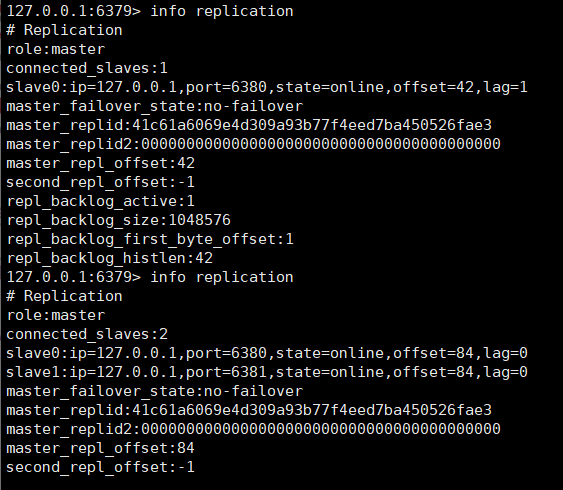 127.0.0.1:6379> info replication
# Replication
role:master
connected_slaves:1
slave0:ip=127.0.0.1,port=6380,state=online,offset=42,lag=1
master_failover_state:no-failover
master_replid:41c61a6069e4d309a93b77f4eed7ba450526fae3
master_replid2:0000000000000000000000000000000000000000
master_repl_offset:42
second_repl_offset:-1
repl_backlog_active:1
repl_backlog_size:1048576
repl_backlog_first_byte_offset:1
repl_backlog_histlen:42
127.0.0.1:6379> info replication
# Replication
role:master
connected_slaves:2
slave0:ip=127.0.0.1,port=6380,state=online,offset=84,lag=0
slave1:ip=127.0.0.1,port=6381,state=online,offset=84,lag=0
master_failover_state:no-failover
master_replid:41c61a6069e4d309a93b77f4eed7ba450526fae3
master_replid2:0000000000000000000000000000000000000000
master_repl_offset:84
second_repl_offset:-1